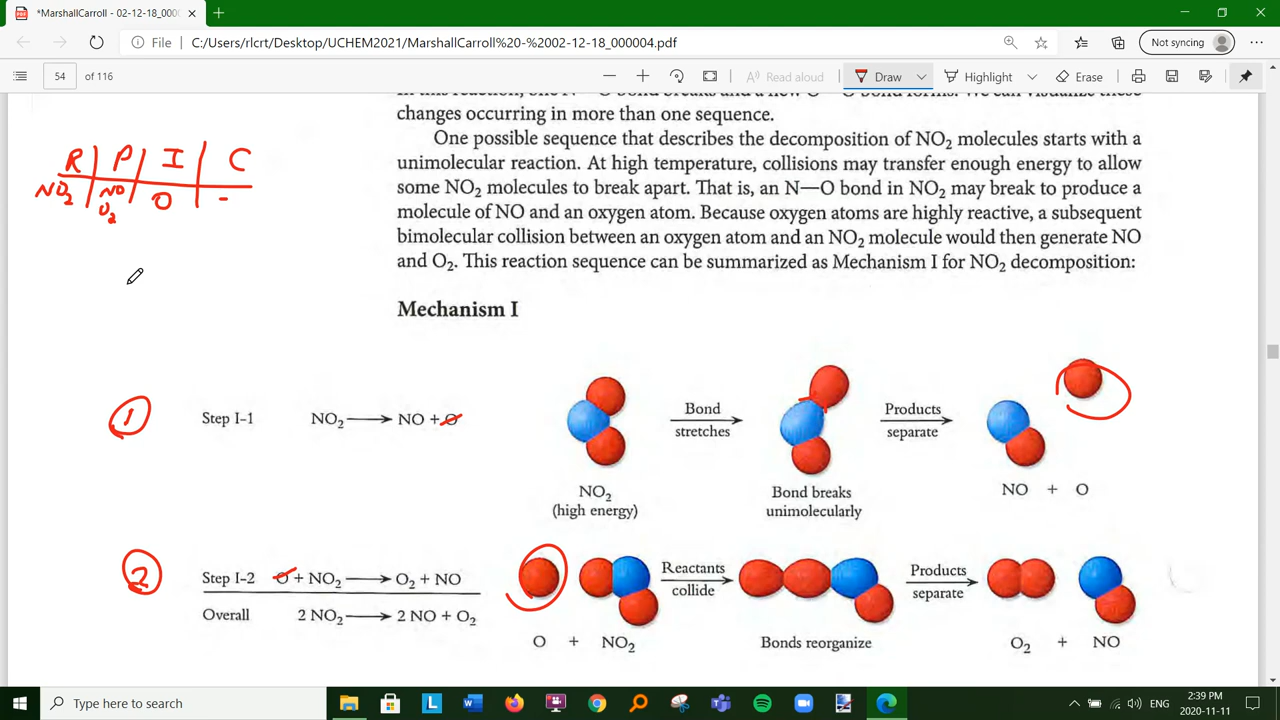 *MarshallCarroll - 02-12-18_0000
File
C:/Users/rlcrt/Desktop/UCHEM2021/MarshallCarroll%20-%2002-12-18_000004.pdf
Not syncing
54 of 116
Read aloud
Draw
Highlight
Erase
changes occurring in more than one sequence.
One possible sequence that describes the decomposition of NO₂ molecules starts with a
unimolecular reaction. At high temperature, collisions may transfer enough energy to allow
some NO₂ molecules to break apart. That is, an N—O bond in NO₂ may break to produce a
molecule of NO and an oxygen atom. Because oxygen atoms are highly reactive, a subsequent
bimolecular collision between an oxygen atom and an NO₂ molecule would then generate NO
and O₂. This reaction sequence can be summarized as Mechanism I for NO₂ decomposition:
R P I C
NO₂ NO O -
O₂
Mechanism I
1
Step I-1 NO₂ → NO + O
Bond
stretches
Products
separate
NO₂
(high energy)
Bond breaks
unimolecularly
NO + O
2
Step I-2 O + NO₂ → O₂ + NO
Overall 2 NO₂ → 2 NO + O₂
Reactants
collide
Products
separate
O + NO₂
Bonds reorganize
O₂ + NO
Type here to search
L
ENG
2:39 PM
2020-11-11